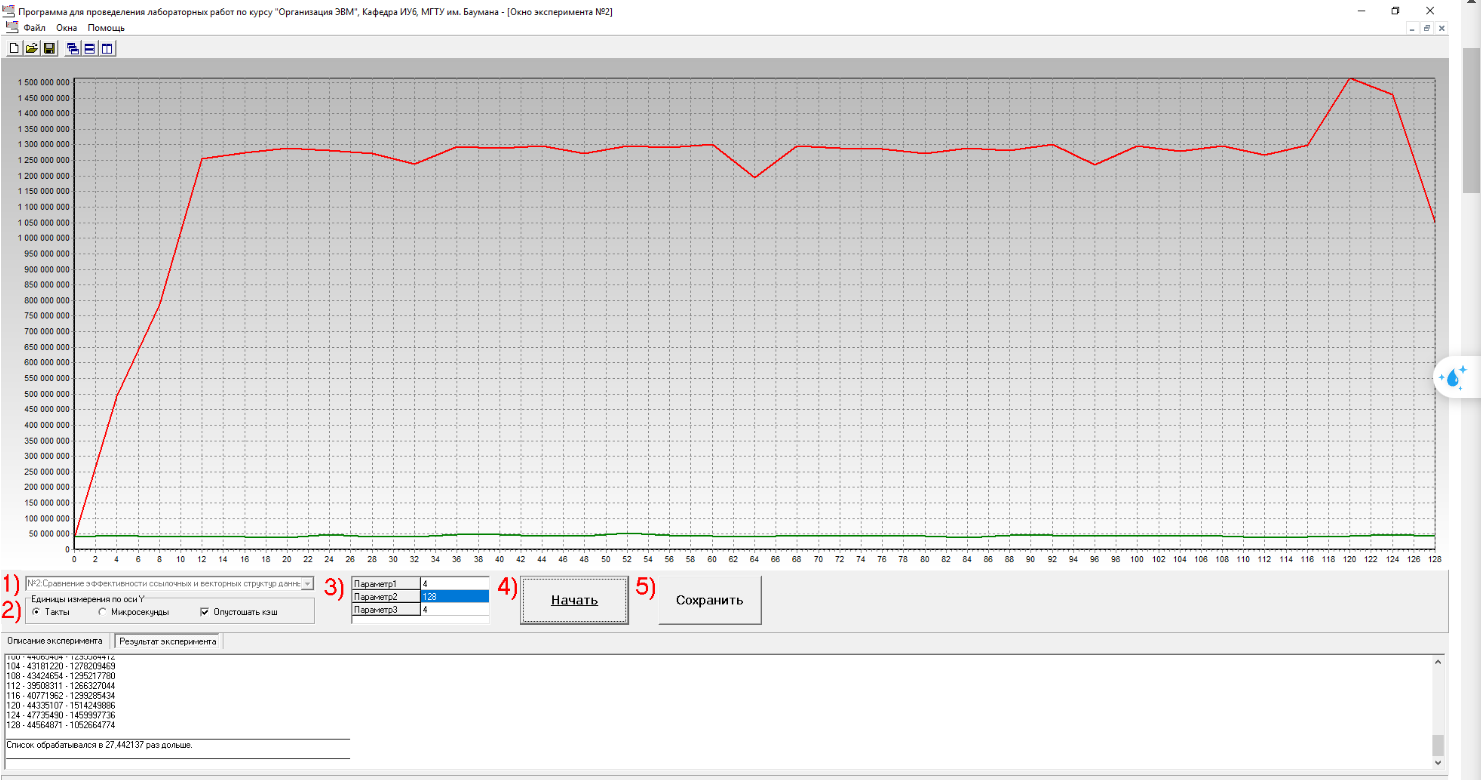 Программа для проведения лабораторных работ по курсу "Организация ЭВМ", Кафедра ИУ6, МГТУ им. Баумана - [Окно эксперимента №2]
Файл Окна Помощь
1 500 000 000
1 450 000 000
1 400 000 000
1 350 000 000
1 300 000 000
1 250 000 000
1 200 000 000
1 150 000 000
1 100 000 000
1 050 000 000
1 000 000 000
950 000 000
900 000 000
850 000 000
800 000 000
750 000 000
700 000 000
650 000 000
600 000 000
550 000 000
500 000 000
450 000 000
400 000 000
350 000 000
300 000 000
250 000 000
200 000 000
150 000 000
100 000 000
50 000 000
0
0 2 4 6 8 10 12 14 16 18 20 22 24 26 28 30 32 34 36 38 40 42 44 46 48 50 52 54 56 58 60 62 64 66 68 70 72 74 76 78 80 82 84 86 88 90 92 94 96 98 100 102 104 106 108 110 112 114 116 118 120 122 124 126 128
1) №2:Сравнение эффективности ссылочных и векторных структур данны
2) Единицы измерения по оси Y
Такты Микросекунды Опустошать кэш
3) Параметр1 4
Параметр2 128
Параметр3 4
4) Начать
5) Сохранить
Описание эксперимента Результат эксперимента
104 - 43181220 - 1278209469
108 - 43424654 - 1295217780
112 - 39508311 - 1266327044
116 - 40771962 - 1299285434
120 - 44335107 - 1514249886
124 - 47735490 - 1459997736
128 - 44564871 - 1052664774
Список обрабатывался в 27,442137 раз дольше.